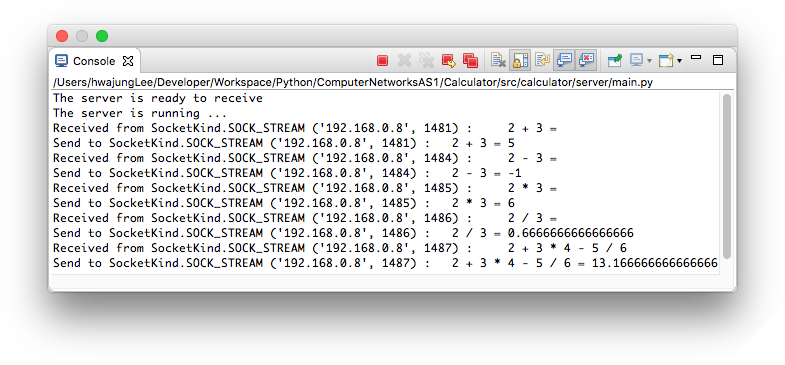 Console
/Users/hwajungLee/Developer/Workspace/Python/ComputerNetworksAS1/Calculator/src/calculator/server/main.py
The server is ready to receive
The server is running ...
Received from SocketKind.SOCK_STREAM ('192.168.0.8', 1481) :     2 + 3 =
Send to SocketKind.SOCK_STREAM ('192.168.0.8', 1481) :   2 + 3 = 5
Received from SocketKind.SOCK_STREAM ('192.168.0.8', 1484) :     2 - 3 =
Send to SocketKind.SOCK_STREAM ('192.168.0.8', 1484) :   2 - 3 = -1
Received from SocketKind.SOCK_STREAM ('192.168.0.8', 1485) :     2 * 3 =
Send to SocketKind.SOCK_STREAM ('192.168.0.8', 1485) :   2 * 3 = 6
Received from SocketKind.SOCK_STREAM ('192.168.0.8', 1486) :     2 / 3 =
Send to SocketKind.SOCK_STREAM ('192.168.0.8', 1486) :   2 / 3 = 0.6666666666666666
Received from SocketKind.SOCK_STREAM ('192.168.0.8', 1487) :     2 + 3 * 4 - 5 / 6
Send to SocketKind.SOCK_STREAM ('192.168.0.8', 1487) :   2 + 3 * 4 - 5 / 6 = 13.166666666666666